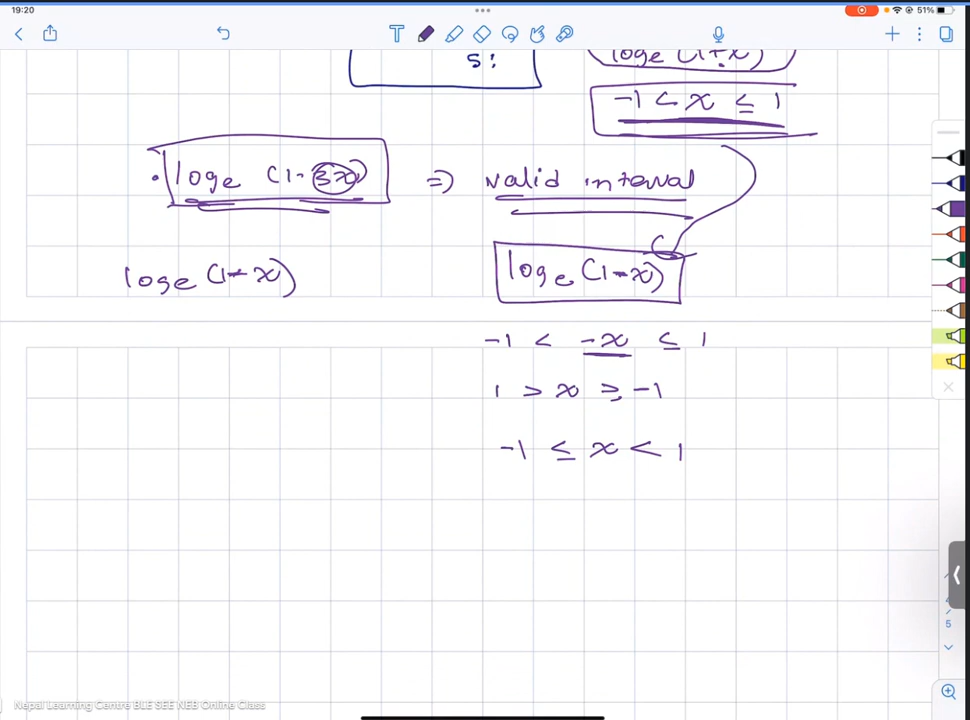 19:20
51%
5!
loge (1+x)
-1 < x ≤ 1
loge (1-3x) => valid interval
loge (1-x)
loge (1-x)
-1 < -x ≤ 1
1 > x ≥ -1
-1 ≤ x < 1
5
Nepal Learning Centre BLE SEE NEB Online Class